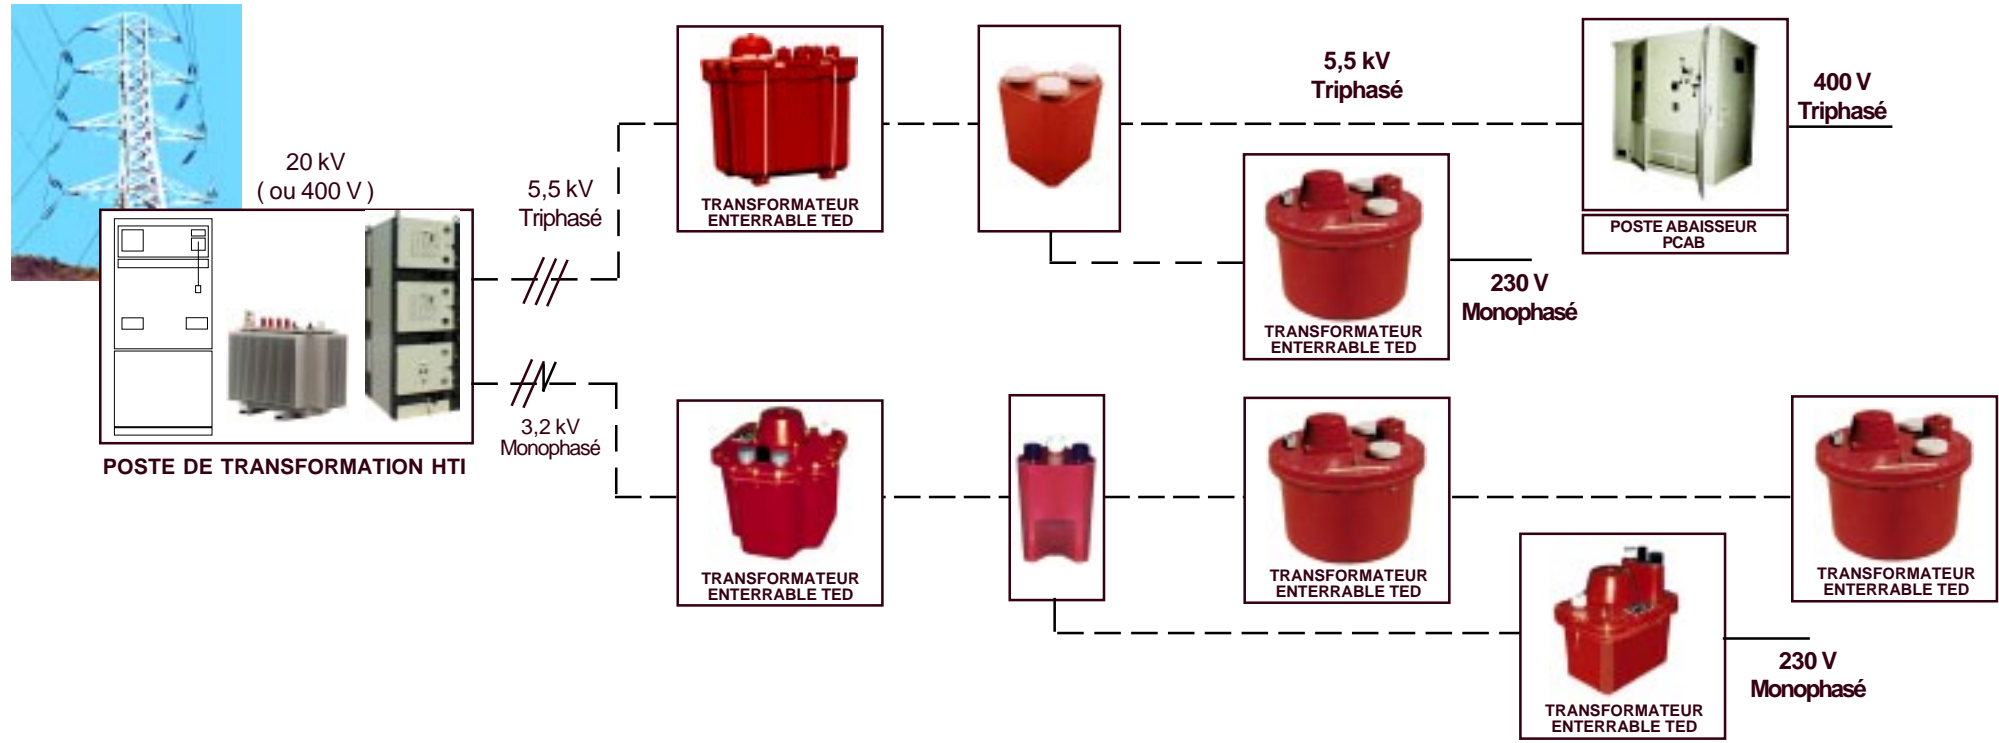 20 kV
( ou 400 V )
POSTE DE TRANSFORMATION HTI
5,5 kV
Triphasé
TRANSFORMATEUR
ENTERRABLE TED
5,5 kV
Triphasé
POSTE ABAISSEUR
PCAB
400 V
Triphasé
TRANSFORMATEUR
ENTERRABLE TED
230 V
Monophasé
3,2 kV
Monophasé
TRANSFORMATEUR
ENTERRABLE TED
TRANSFORMATEUR
ENTERRABLE TED
TRANSFORMATEUR
ENTERRABLE TED
TRANSFORMATEUR
ENTERRABLE TED
230 V
Monophasé